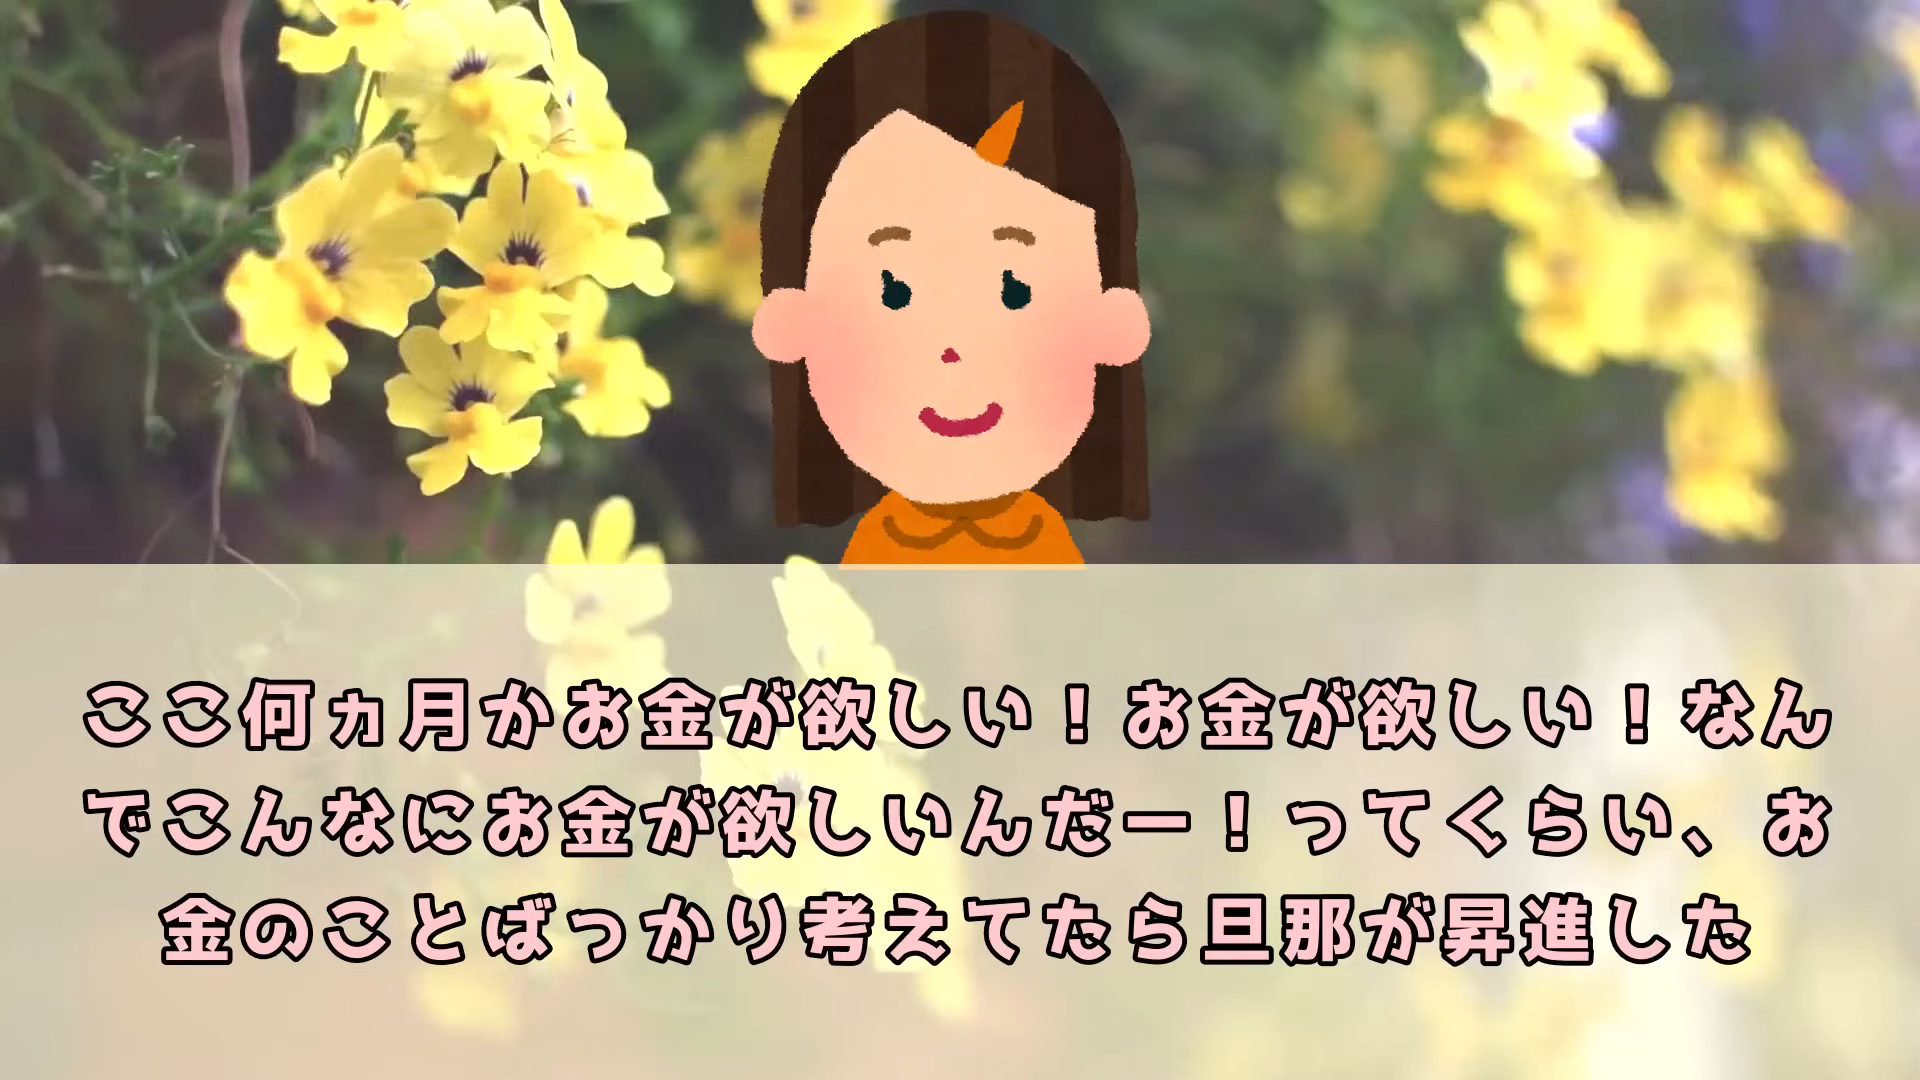 ここ何ヵ月かお金が欲しい！お金が欲しい！なん
でこんなにお金が欲しいんだー！ってくらい、お
金のことばっかり考えてたら旦那が昇進した